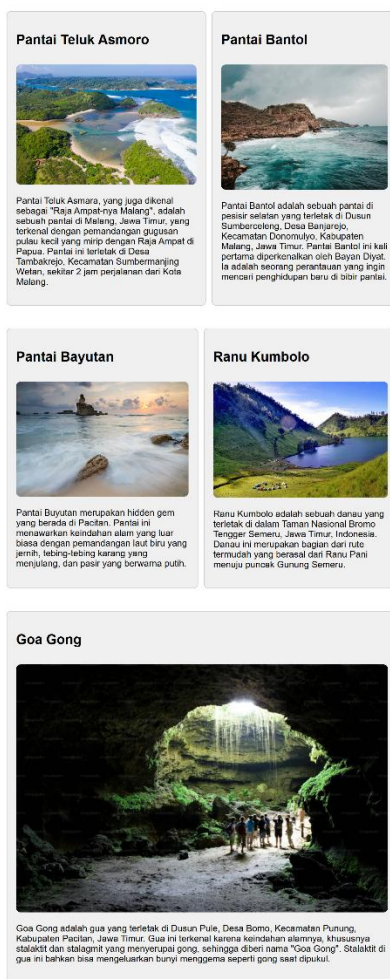 Pantai Teluk Asmoro
Pantai Teluk Asmara, yang juga dikenal
sebagai "Raja Ampat-nya Malang", adalah
sebuah pantai di Malang, Jawa Timur, yang
terkenal dengan pemandangan gugusan
pulau kecil yang mirip dengan Raja Ampat di
Papua. Pantai ini terletak di Desa
Tambakrejo, Kecamatan Sumbermanjing
Wetan, sekitar 2 jam perjalanan dari Kota
Malang.
Pantai Bantol
Pantai Bantol adalah sebuah pantai di
pesisir selatan yang terletak di Dusun
Sumberceleng, Desa Banjarejo,
Kecamatan Donomulyo, Kabupaten
Malang, Jawa Timur. Pantai Bantol ini kali
pertama diperkenalkan oleh Bayan Diyat.
Ia adalah seorang perantauan yang ingin
mencari penghidupan baru di bibir pantai.
Pantai Bayutan
Pantai Buyutan merupakan hidden gem
yang berada di Pacitan. Pantai ini
menawarkan keindahan alam yang luar
biasa dengan pemandangan laut biru yang
jernih, tebing-tebing karang yang
menjulang, dan pasir yang berwarna putih.
Ranu Kumbolo
Ranu Kumbolo adalah sebuah danau yang
terletak di dalam Taman Nasional Bromo
Tengger Semeru, Jawa Timur, Indonesia.
Danau ini merupakan bagian dari rute
termudah yang berasal dari Ranu Pani
menuju puncak Gunung Semeru.
Goa Gong
Goa Gong adalah gua yang terletak di Dusun Pule, Desa Bomo, Kecamatan Punung,
Kabupaten Pacitan, Jawa Timur. Gua ini terkenal karena keindahan alamnya, khususnya
stalaktit dan stalagmit yang menyerupai gong, sehingga diberi nama "Goa Gong". Stalaktit di
gua ini bahkan bisa mengeluarkan bunyi menggema seperti gong saat dipukul.